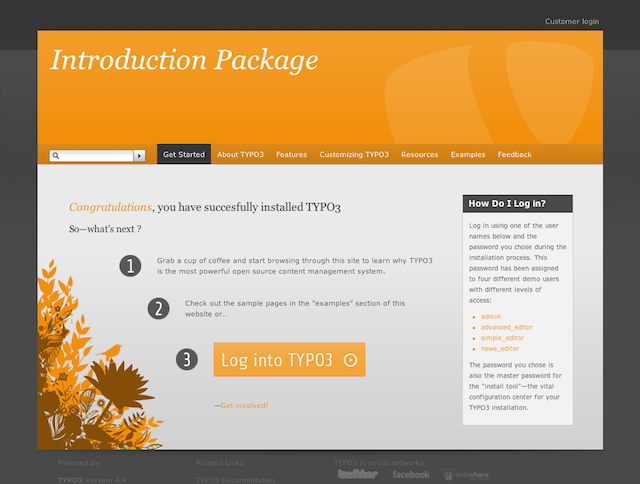 Customer login
Introduction Package
Get Started About TYPO3 Features Customizing TYPO3 Resources Examples Feedback
Congratulations, you have succesfully installed TYPO3
So—what's next ?
1
Grab a cup of coffee and start browsing through this site to learn why TYPO3
is the most powerful open source content management system.
2
Check out the sample pages in the "examples" section of this
website or...
3
Log into TYPO3
—Get involved!
How Do I Log in?
Log in using one of the user
names below and the
password you chose during the
installation process. This
password has been assigned
to four different demo users
with different levels of
access:
admin
advanced_editor
simple_editor
news_editor
The password you chose is
also the master password for
the "install tool"—the vital
configuration center for your
TYPO3 installation.
Powered by
TYPO3 Version 4.4
Related Links
TYPO3 Documentation
TYPO3 in social networks:
twitter facebook slideshare